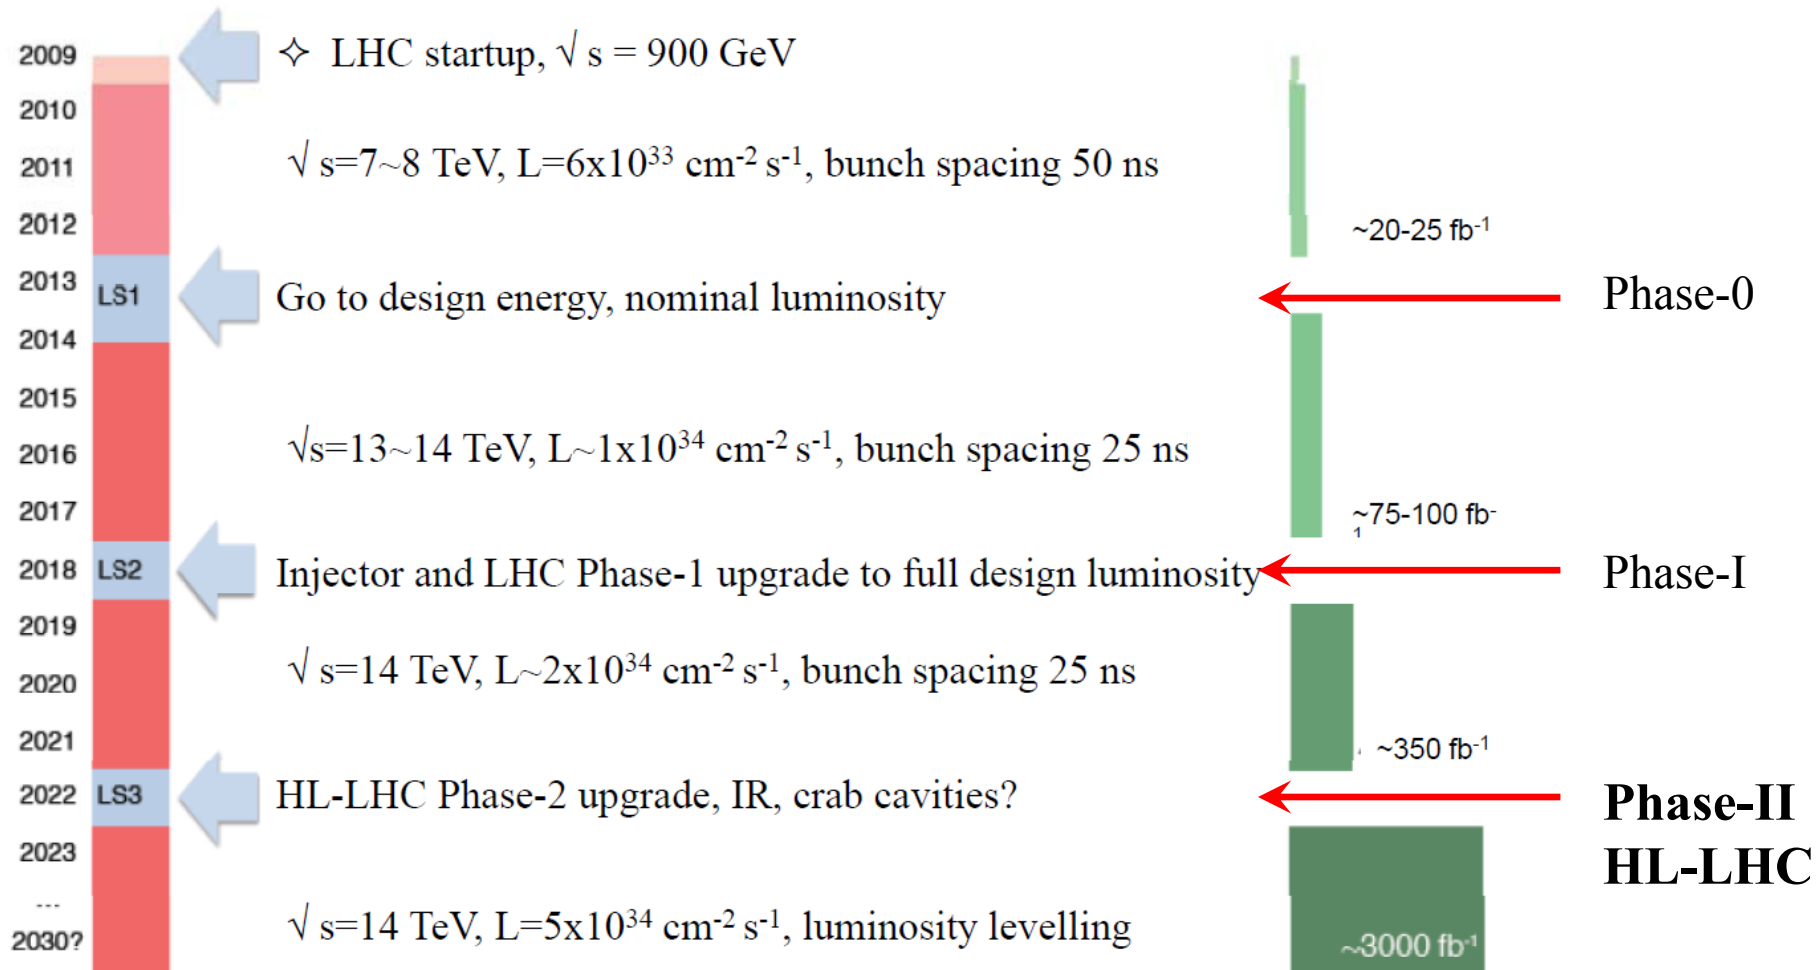 2009
✧ LHC startup, √ s = 900 GeV
2010
2011
√ s=7~8 TeV, L=6x10³³ cm⁻² s⁻¹, bunch spacing 50 ns
2012
~20-25 fb⁻¹
2013
LS1
Go to design energy, nominal luminosity
Phase-0
2014
2015
√s=13~14 TeV, L~1x10³⁴ cm⁻² s⁻¹, bunch spacing 25 ns
2016
2017
~75-100 fb-
1
2018
LS2
Injector and LHC Phase-1 upgrade to full design luminosity
Phase-I
2019
√ s=14 TeV, L~2x10³⁴ cm⁻² s⁻¹, bunch spacing 25 ns
2020
2021
~350 fb⁻¹
2022
LS3
HL-LHC Phase-2 upgrade, IR, crab cavities?
Phase-II
HL-LHC
2023
...
√ s=14 TeV, L=5x10³⁴ cm⁻² s⁻¹, luminosity levelling
2030?
~3000 fb⁻¹